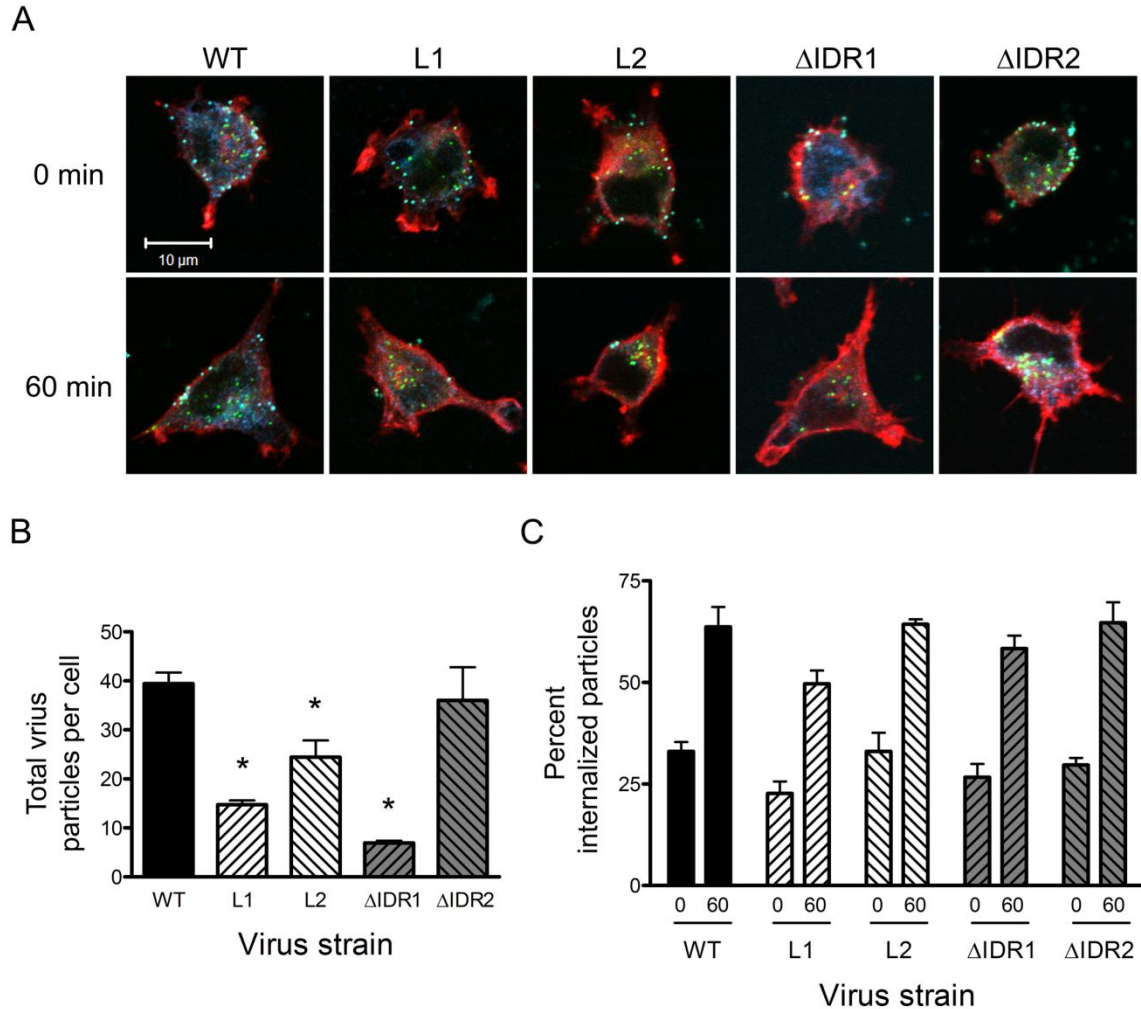 A
WT L1 L2 ΔIDR1 ΔIDR2
0 min
10 µm
60 min
B
50
40
30
20
10
0
Total vrius
particles per cell
* * *
WT L1 L2 ΔIDR1 ΔIDR2
Virus strain
C
75
50
25
0
Percent
internalized particles
0 60 0 60 0 60 0 60 0 60
WT L1 L2 ΔIDR1 ΔIDR2
Virus strain